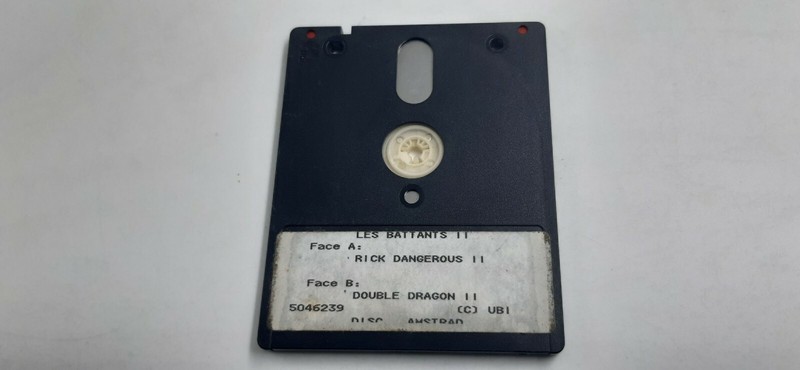 LES BATTANTS II
Face A:
RICK DANGEROUS II
Face B:
DOUBLE DRAGON II
5046239 (C) UBI
DISC AMSTRAD